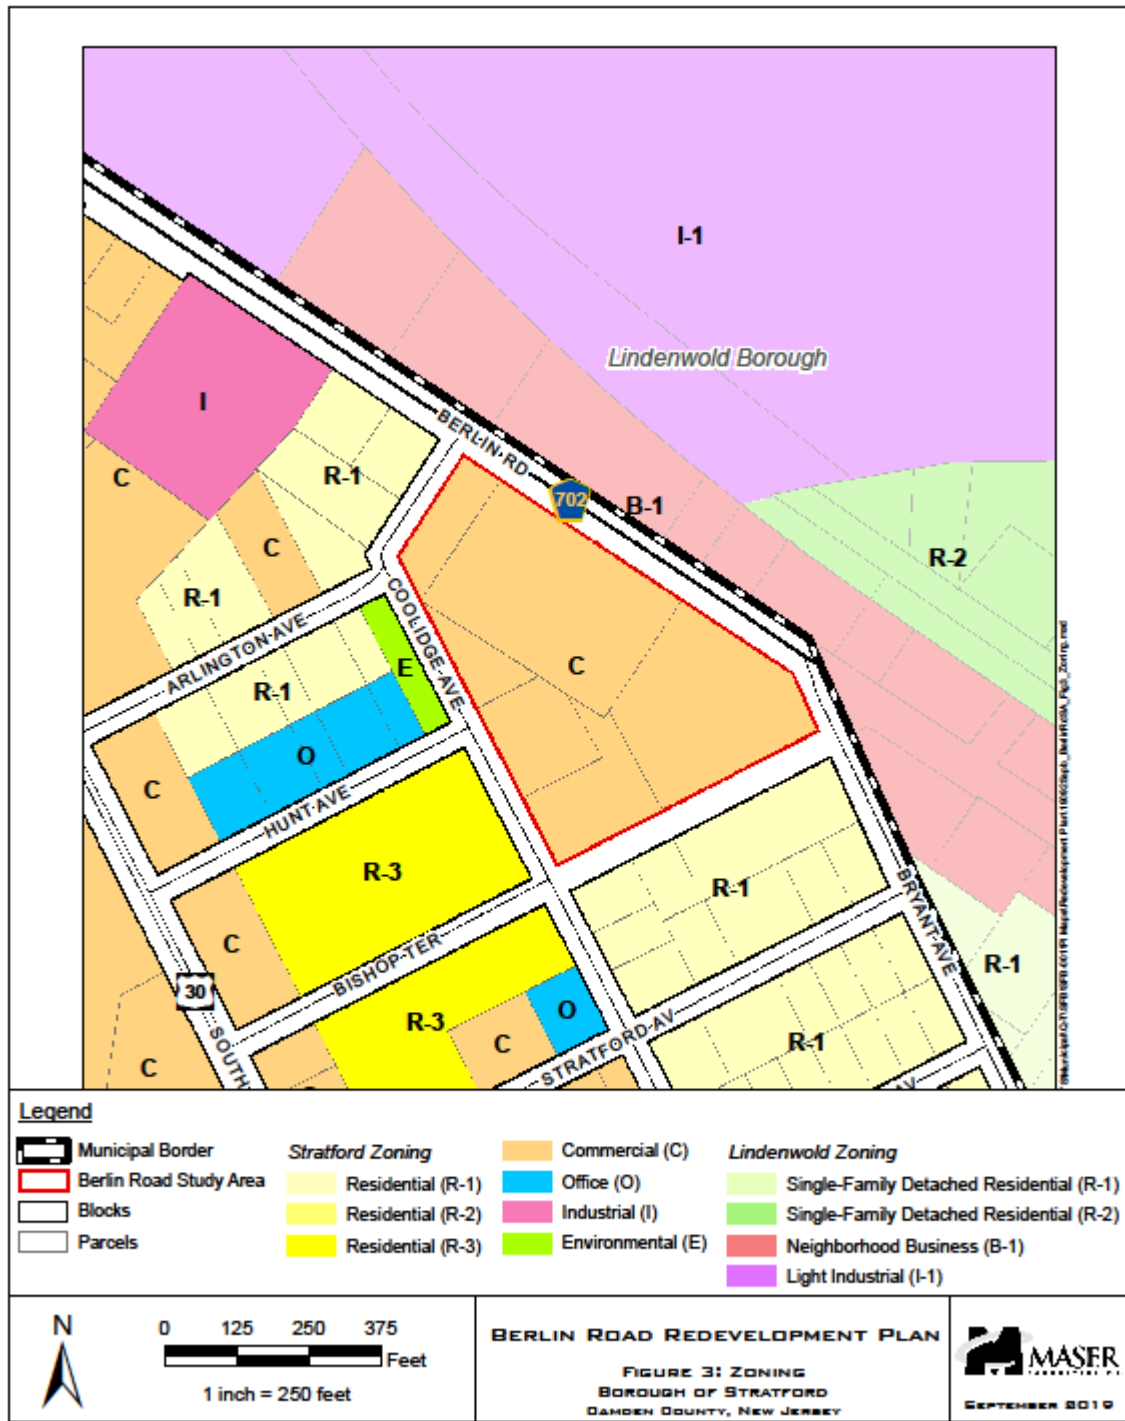 I-1
Lindenwold Borough
I
BERLIN RD
C
R-1
702
B-1
C
R-2
R-1
COOLIDGE AVE
ARLINGTON AVE
E
C
R-1
O
C
HUNT AVE
R-3
R-1
BRYANT AVE
C
BISHOP TER
R-1
30
R-3
O
C
STRATFORD AV
R-1
SOUTH
C
AV
Legend
Municipal Border
Berlin Road Study Area
Blocks
Parcels
Stratford Zoning
Residential (R-1)
Residential (R-2)
Residential (R-3)
Commercial (C)
Office (O)
Industrial (I)
Environmental (E)
Lindenwold Zoning
Single-Family Detached Residential (R-1)
Single-Family Detached Residential (R-2)
Neighborhood Business (B-1)
Light Industrial (I-1)
N
0 125 250 375
Feet
1 inch = 250 feet
BERLIN ROAD REDEVELOPMENT PLAN
FIGURE 3: ZONING
BOROUGH OF STRATFORD
CAMDEN COUNTY, NEW JERSEY
MASER
SEPTEMBER 2019